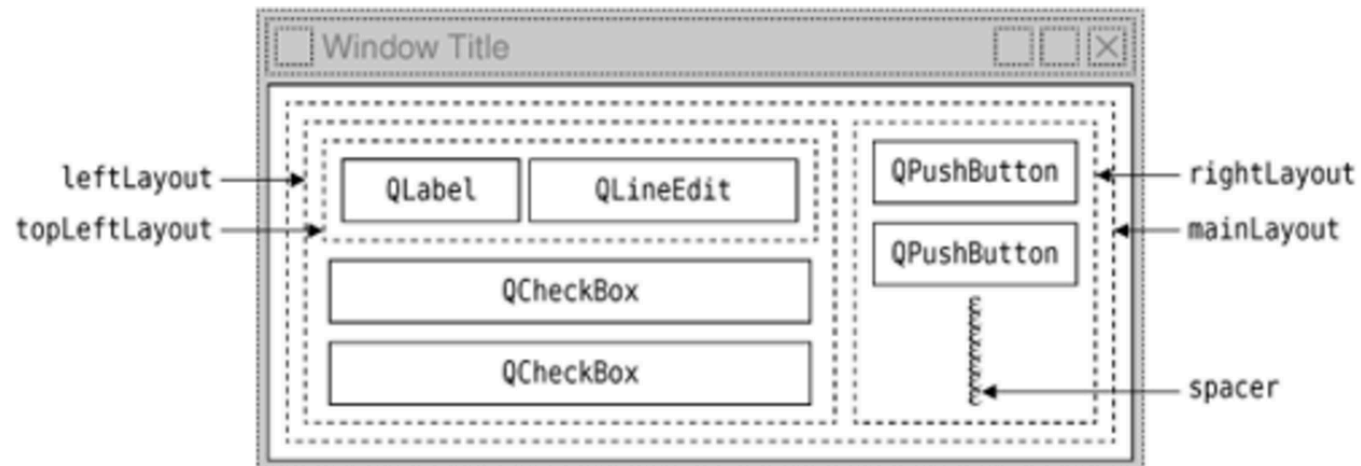 Window Title
leftLayout
topLeftLayout
QLabel
QLineEdit
QCheckBox
QCheckBox
QPushButton
QPushButton
rightLayout
mainLayout
spacer